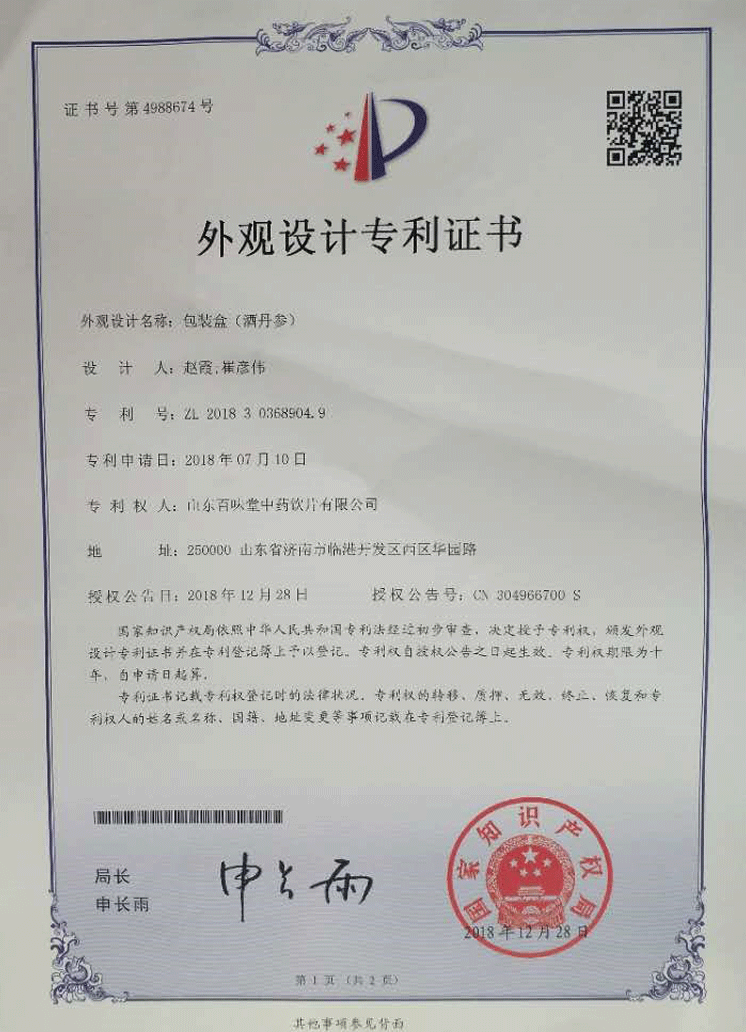 证书号第4988674号
外观设计专利证书
外观设计名称：包装盒（酒丹参）
设 计 人：赵霞;崔彦伟
专 利 号：ZL 2018 3 0368904.9
专利申请日：2018年07月10日
专 利 权 人：山东百味堂中药饮片有限公司
地 址：250000 山东省济南市临港开发区西区华园路
授权公告日：2018年12月28日 授权公告号：CN 304966700 S
国家知识产权局依照中华人民共和国专利法经过初步审查，决定授予专利权，颁发外观
设计专利证书并在专利登记簿上予以登记。专利权自授权公告之日起生效。专利权期限为十
年，自申请日起算。
专利证书记载专利权登记时的法律状况。专利权的转移、质押、无效、终止、恢复和专
利权人的姓名或名称、国籍、地址变更等事项记载在专利登记簿上。
局长
申长雨
申长雨
国家知识产权局
2018年12月28日
第 1 页 （共 2 页）
其他事项参见背面